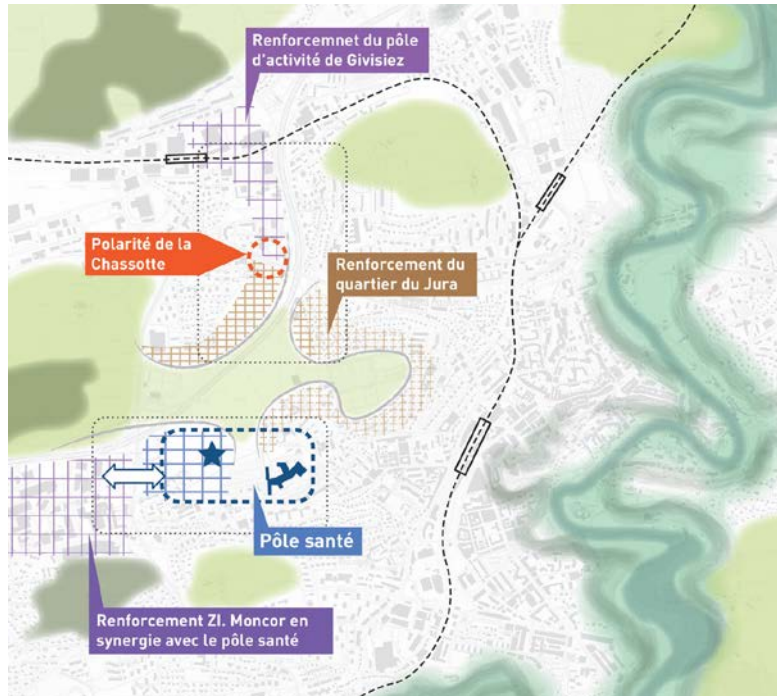 Renforcemnet du pôle
d'activité de Givisiez
Polarité de la
Chassotte
Renforcement du
quartier du Jura
Pôle santé
Renforcement ZI. Moncor en
synergie avec le pôle santé